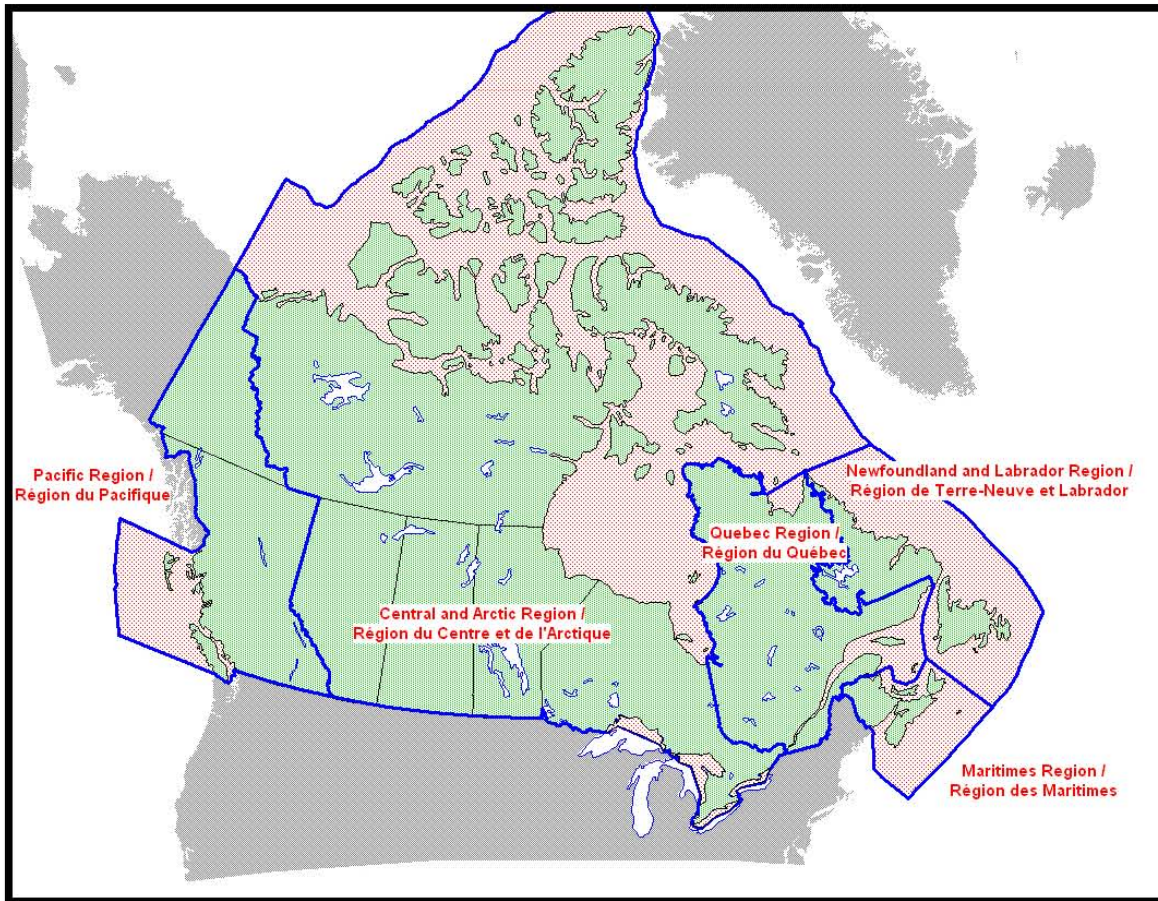 Pacific Region /
Région du Pacifique
Newfoundland and Labrador Region /
Région de Terre-Neuve et Labrador
Quebec Region /
Région du Québec
Central and Arctic Region /
Région du Centre et de l'Arctique
Maritimes Region /
Région des Maritimes